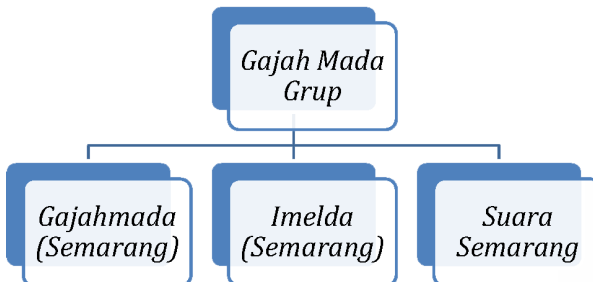 Gajah Mada
Grup
Gajahmada
(Semarang)
Imelda
(Semarang)
Suara
Semarang